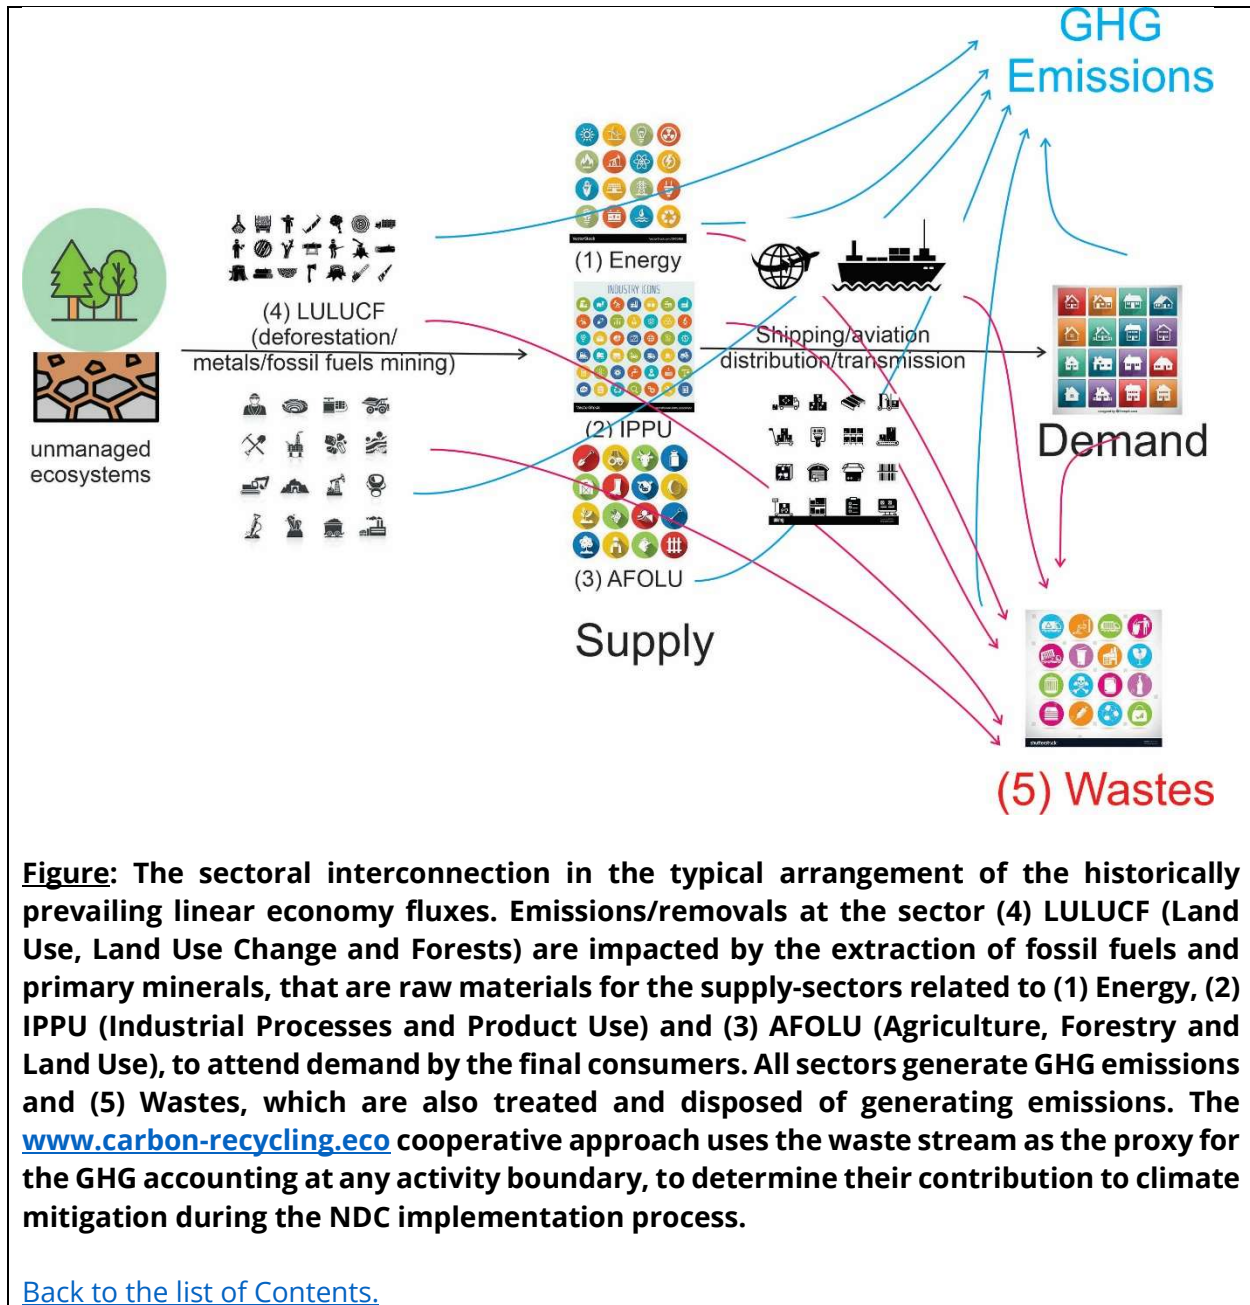 GHG
Emissions
(1) Energy
INDUSTRY ICONS
(4) LULUCF
(deforestation/
metals/fossil fuels mining)
Shipping/aviation
distribution/transmission
unmanaged
ecosystems
(2) IPPU
Demand
(3) AFOLU
Supply
shutterstock
(5) Wastes
Figure: The sectoral interconnection in the typical arrangement of the historically
prevailing linear economy fluxes. Emissions/removals at the sector (4) LULUCF (Land
Use, Land Use Change and Forests) are impacted by the extraction of fossil fuels and
primary minerals, that are raw materials for the supply-sectors related to (1) Energy, (2)
IPPU (Industrial Processes and Product Use) and (3) AFOLU (Agriculture, Forestry and
Land Use), to attend demand by the final consumers. All sectors generate GHG emissions
and (5) Wastes, which are also treated and disposed of generating emissions. The
www.carbon-recycling.eco cooperative approach uses the waste stream as the proxy for
the GHG accounting at any activity boundary, to determine their contribution to climate
mitigation during the NDC implementation process.
Back to the list of Contents.